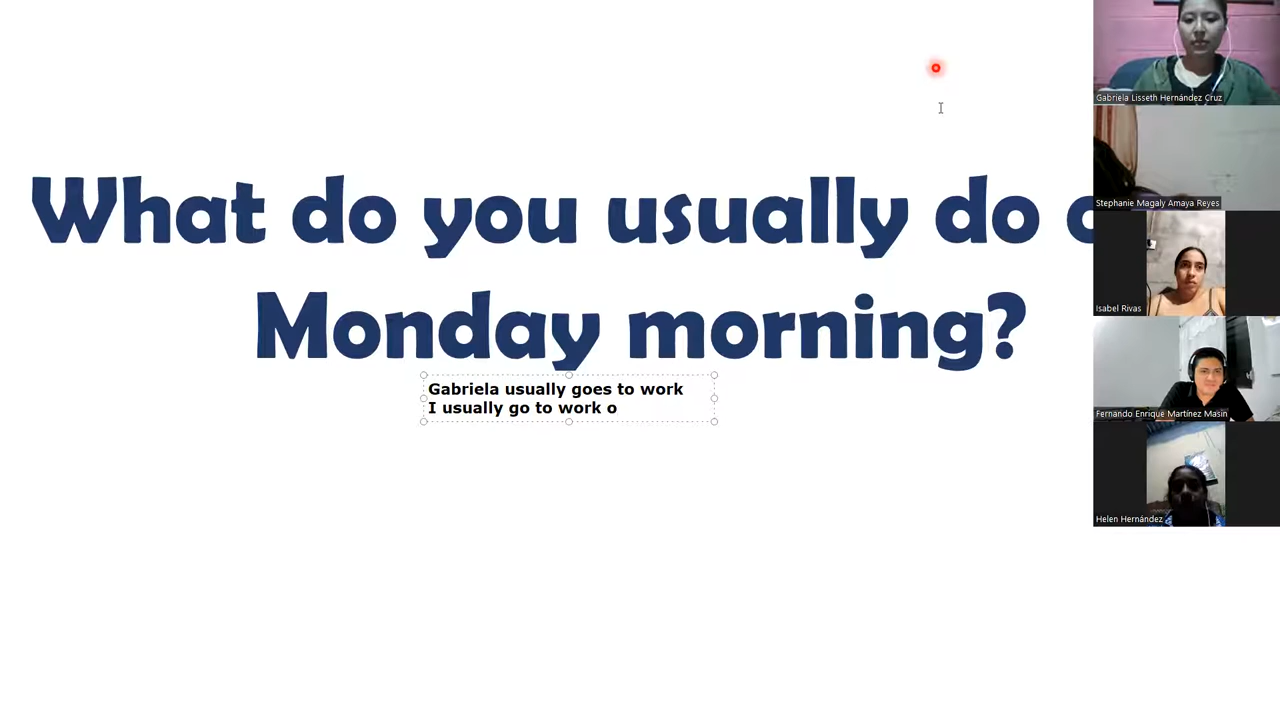 What do you usually do
Monday morning?
Gabriela usually goes to work
I usually go to work o
Gabriela Lisseth Hernández Cruz
Stephanie Magaly Amaya Reyes
Isabel Rivas
Fernando Enrique Martínez Masin
Helen Hernández